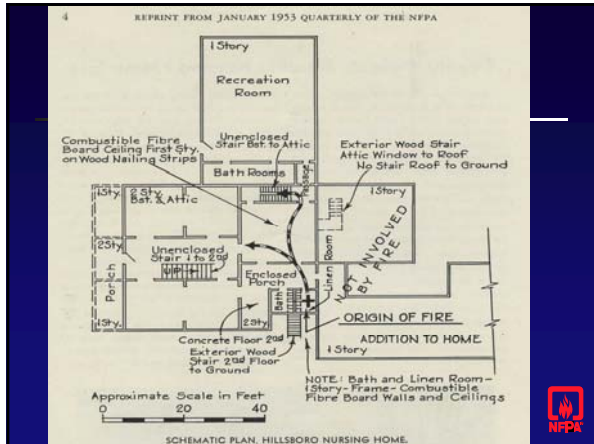 4 REPRINT FROM JANUARY 1953 QUARTERLY OF THE NFPA
1 Story
Recreation
Room
Combustible Fibre
Board Ceiling First Sty.
on Wood Nailing Strips
Unenclosed
Stair Bst. to Attic
Exterior Wood Stair
Attic Window to Roof
No Stair Roof to Ground
Bath Rooms
Passage
1 Sty.
2 Sty.
Bst. & Attic
1 Story
NOT INVOLVED
BY FIRE
2 Sty.
Unenclosed
Stair 1 to 2nd
UP
Porch
Enclosed
Porch
Linen Room
Bath
1 Sty.
2 Sty
ORIGIN OF FIRE
ADDITION TO HOME
1 Story
Concrete Floor 2nd
Exterior Wood
Stair 2nd Floor
to Ground
NOTE: Bath and Linen Room-
1 Story-Frame-Combustible
Fibre Board Walls and Ceilings
Approximate Scale in Feet
0 20 40
SCHEMATIC PLAN, HILLSBORO NURSING HOME.
NFPA